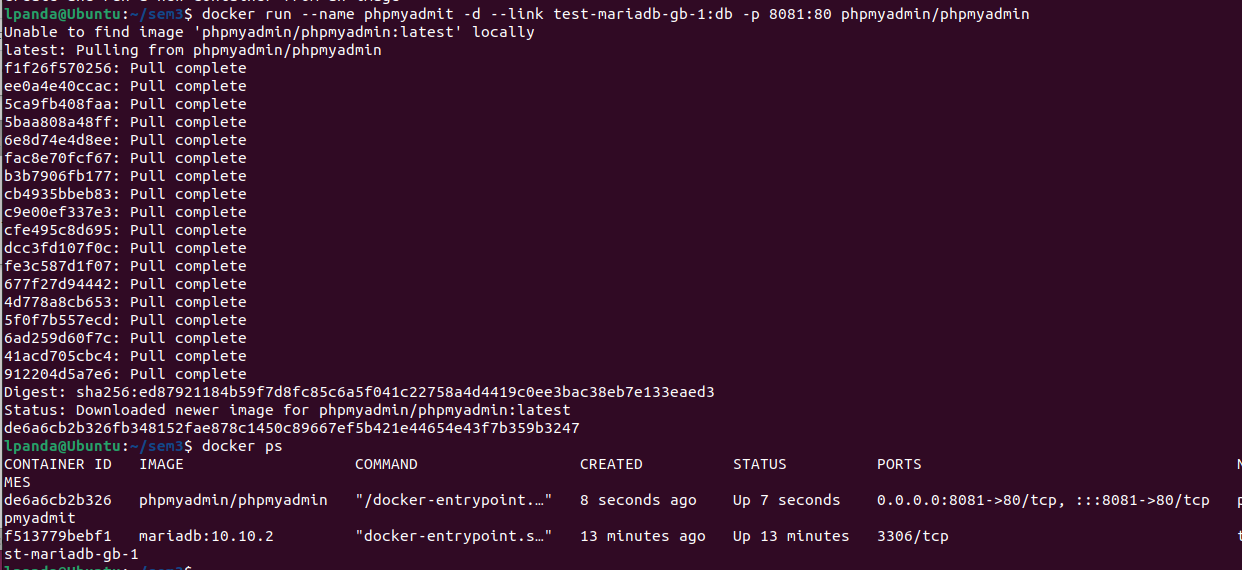 lpanda@Ubuntu:~/sem3$ docker run --name phpmyadmit -d --link test-mariadb-gb-1:db -p 8081:80 phpmyadmin/phpmyadmin
Unable to find image 'phpmyadmin/phpmyadmin:latest' locally
latest: Pulling from phpmyadmin/phpmyadmin
f1f26f570256: Pull complete
ee0a4e40ccac: Pull complete
5ca9fb408faa: Pull complete
5baa808a48ff: Pull complete
6e8d74e4d8ee: Pull complete
fac8e70fcf67: Pull complete
b3b7906fb177: Pull complete
cb4935bbeb83: Pull complete
c9e00ef337e3: Pull complete
cfe495c8d695: Pull complete
dcc3fd107f0c: Pull complete
fe3c587d1f07: Pull complete
677f27d94442: Pull complete
4d778a8cb653: Pull complete
5f0f7b557ecd: Pull complete
6ad259d60f7c: Pull complete
41acd705cbc4: Pull complete
912204d5a7e6: Pull complete
Digest: sha256:ed87921184b59f7d8fc85c6a5f041c22758a4d4419c0ee3bac38eb7e133eaed3
Status: Downloaded newer image for phpmyadmin/phpmyadmin:latest
de6a6cb2b326fb348152fae878c1450c89667ef5b421e44654e43f7b359b3247
lpanda@Ubuntu:~/sem3$ docker ps
CONTAINER ID IMAGE COMMAND CREATED STATUS PORTS N
MES
de6a6cb2b326 phpmyadmin/phpmyadmin "/docker-entrypoint.…" 8 seconds ago Up 7 seconds 0.0.0.0:8081->80/tcp, :::8081->80/tcp p
pmyadmit
f513779bebf1 mariadb:10.10.2 "docker-entrypoint.s…" 13 minutes ago Up 13 minutes 3306/tcp t
st-mariadb-gb-1